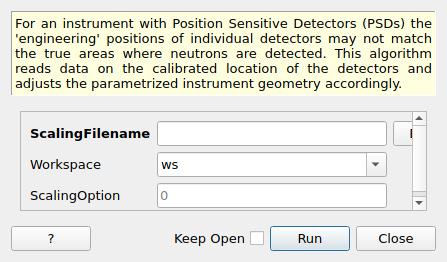 For an instrument with Position Sensitive Detectors (PSDs) the
'engineering' positions of individual detectors may not match
the true areas where neutrons are detected. This algorithm
reads data on the calibrated location of the detectors and
adjusts the parametrized instrument geometry accordingly.
ScalingFilename
Workspace ws
ScalingOption 0
? Keep Open Run Close